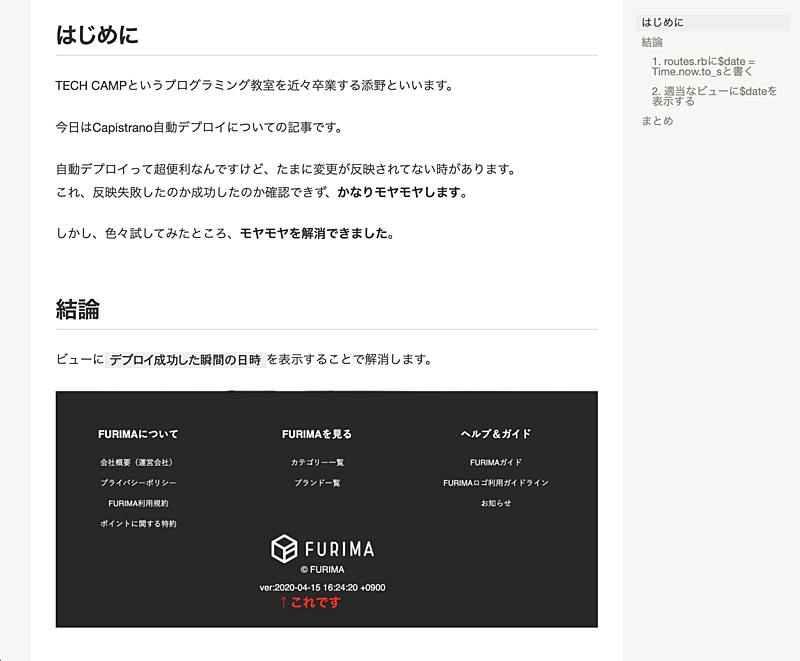 はじめに
TECH CAMPというプログラミング教室を近々卒業する添野といいます。
今日はCapistrano自動デプロイについての記事です。
自動デプロイって超便利なんですけど、たまに変更が反映されてない時があります。
これ、反映失敗したのか成功したのか確認できず、かなりモヤモヤします。
しかし、色々試してみたところ、モヤモヤを解消できました。
結論
ビューに デプロイ成功した瞬間の日時 を表示することで解消します。
FURIMAについて
会社概要（運営会社）
プライバシーポリシー
FURIMA利用規約
ポイントに関する特約
FURIMAを見る
カテゴリー一覧
ブランド一覧
ヘルプ＆ガイド
FURIMAガイド
FURIMAロゴ利用ガイドライン
お知らせ
FURIMA
© FURIMA
ver:2020-04-15 16:24:20 +0900
↑これです
はじめに
結論
1. routes.rbに$date =
Time.now.to_sと書く
2. 適当なビューに$dateを
表示する
まとめ